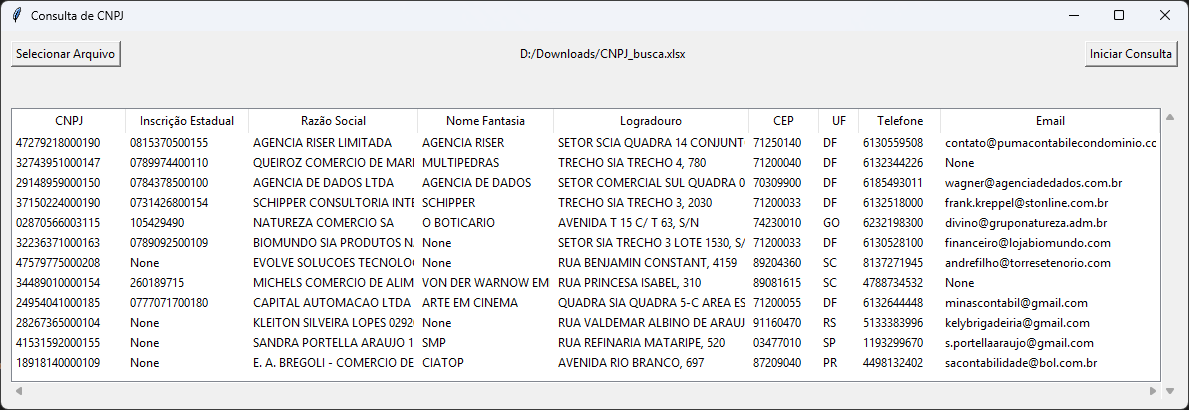 Consulta de CNPJ
Selecionar Arquivo D:/Downloads/CNPJ_busca.xlsx Iniciar Consulta
CNPJ Inscrição Estadual Razão Social Nome Fantasia Logradouro CEP UF Telefone Email
47279218000190 0815370500155 AGENCIA RISER LIMITADA AGENCIA RISER SETOR SCIA QUADRA 14 CONJUNT 71250140 DF 6130559508 contato@pumacontabilecondominio.cc
32743951000147 0789974400110 QUEIROZ COMERCIO DE MARI MULTIPEDRAS TRECHO SIA TRECHO 4, 780 71200040 DF 6132344226 None
29148959000150 0784378500100 AGENCIA DE DADOS LTDA AGENCIA DE DADOS SETOR COMERCIAL SUL QUADRA 0 70309900 DF 6185493011 wagner@agenciadedados.com.br
37150224000190 0731426800154 SCHIPPER CONSULTORIA INTE SCHIPPER TRECHO SIA TRECHO 3, 2030 71200033 DF 6132518000 frank.kreppel@stonline.com.br
02870566003115 105429490 NATUREZA COMERCIO SA O BOTICARIO AVENIDA T 15 C/ T 63, S/N 74230010 GO 6232198300 divino@gruponatureza.adm.br
32236371000163 0789092500109 BIOMUNDO SIA PRODUTOS N. None SETOR SIA TRECHO 3 LOTE 1530, S/ 71200033 DF 6130528100 financeiro@lojabiomundo.com
47579775000208 None EVOLVE SOLUCOES TECNOLO None RUA BENJAMIN CONSTANT, 4159 89204360 SC 8137271945 andrefilho@torresetenorio.com
34489010000154 260189715 MICHELS COMERCIO DE ALIM VON DER WARNOW EM RUA PRINCESA ISABEL, 310 89081615 SC 4788734532 None
24954041000185 0777071700180 CAPITAL AUTOMACAO LTDA ARTE EM CINEMA QUADRA SIA QUADRA 5-C AREA ES 71200055 DF 6132644448 minascontabil@gmail.com
28267365000104 None KLEITON SILVEIRA LOPES 0292 None RUA VALDEMAR ALBINO DE ARAUJ 91160470 RS 5133383996 kelybrigadeiria@gmail.com
41531592000155 None SANDRA PORTELLA ARAUJO 1 SMP RUA REFINARIA MATARIPE, 520 03477010 SP 1193299670 s.portellaaraujo@gmail.com
18918140000109 None E. A. BREGOLI - COMERCIO DE CIATOP AVENIDA RIO BRANCO, 697 87209040 PR 4498132402 sacontabilidade@bol.com.br